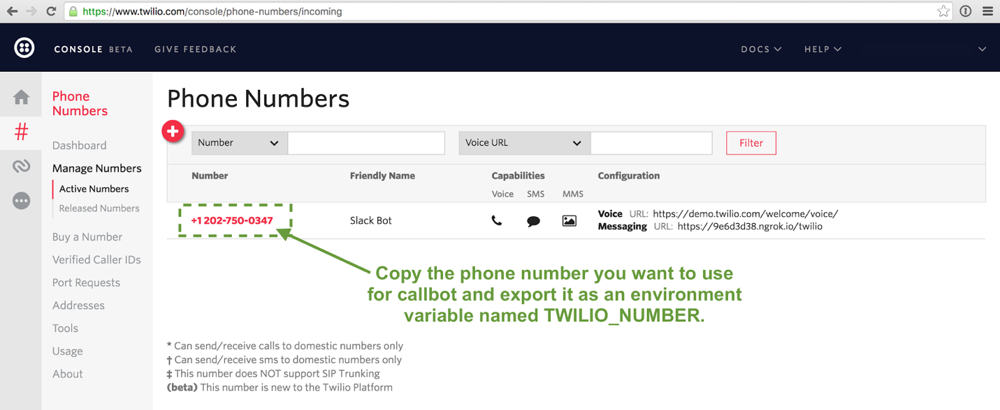 https://www.twilio.com/console/phone-numbers/incoming
CONSOLE BETA GIVE FEEDBACK DOCS HELP
Phone
Numbers
Dashboard
Manage Numbers
Active Numbers
Released Numbers
Buy a Number
Verified Caller IDs
Port Requests
Addresses
Tools
Usage
About
Phone Numbers
Number Voice URL Filter
Number Friendly Name Capabilities Configuration
Voice SMS MMS
+1 202-750-0347 Slack Bot
Voice URL: https://demo.twilio.com/welcome/voice/
Messaging URL: https://9e6d3d38.ngrok.io/twilio
Copy the phone number you want to use
for callbot and export it as an environment
variable named TWILIO_NUMBER.
* Can send/receive calls to domestic numbers only
† Can send/receive sms to domestic numbers only
‡ This number does NOT support SIP Trunking
(beta) This number is new to the Twilio Platform